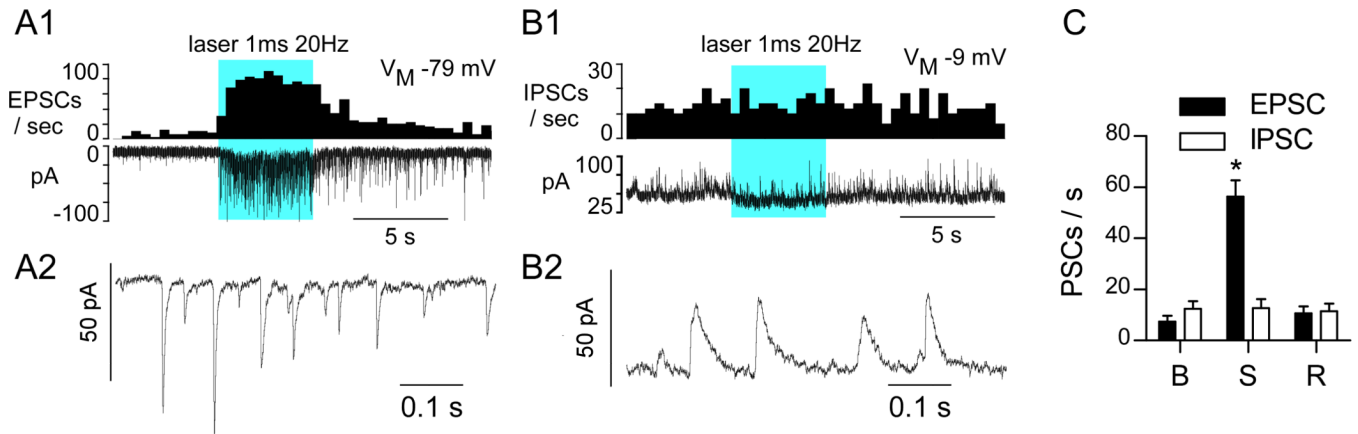 A1
laser 1ms 20Hz
V_M -79 mV
100
EPSCs
/ sec
0
0
pA
-100
5 s
A2
50 pA
0.1 s
B1
laser 1ms 20Hz
V_M -9 mV
30
IPSCs
/ sec
0
100
pA
25
5 s
B2
50 pA
0.1 s
C
EPSC
IPSC
80
*
60
40
20
0
PSCs / s
B S R